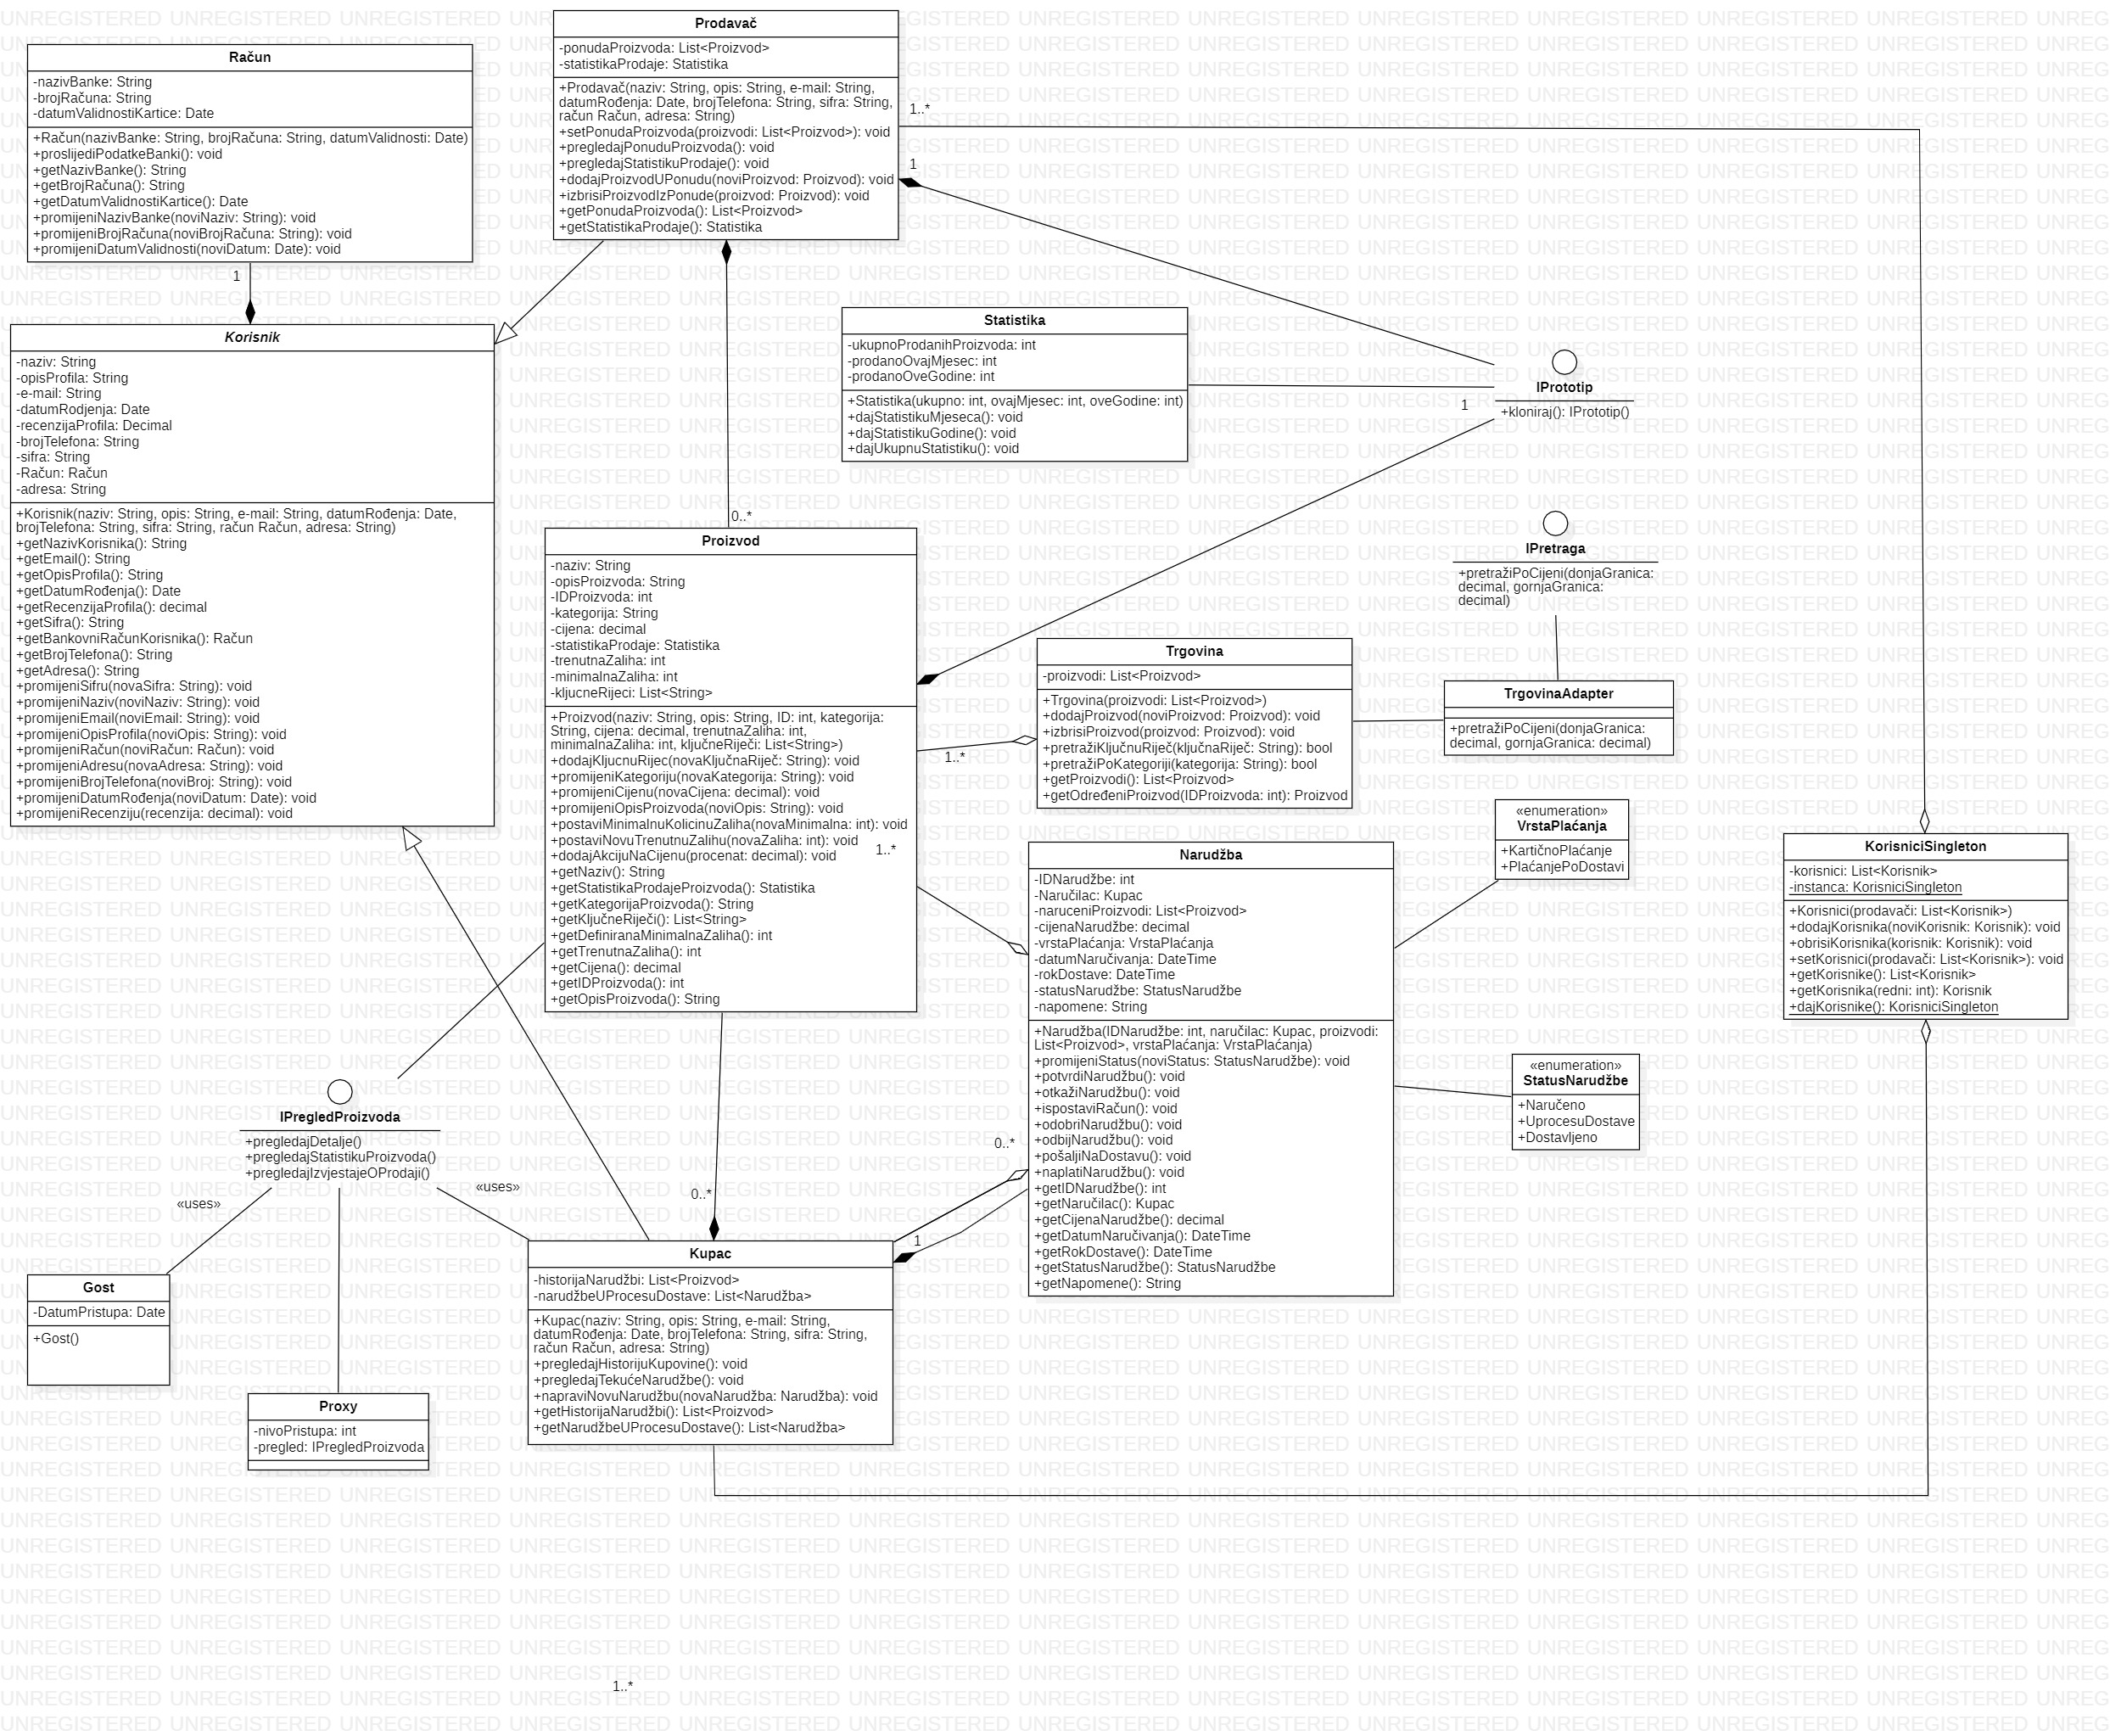 Račun
-nazivBanke: String
-brojRačuna: String
-datumValidnostiKartice: Date
+Račun(nazivBanke: String, brojRačuna: String, datumValidnosti: Date)
+proslijediPodatkeBanki(): void
+getNazivBanke(): String
+getBrojRačuna(): String
+getDatumValidnostiKartice(): Date
+promijeniNazivBanke(noviNaziv: String): void
+promijeniBrojRačuna(noviBrojRačuna: String): void
+promijeniDatumValidnosti(noviDatum: Date): void
1
Prodavač
-ponudaProizvoda: List<Proizvod>
-statistikaProdaje: Statistika
+Prodavač(naziv: String, opis: String, e-mail: String,
datumRođenja: Date, brojTelefona: String, sifra: String,
račun Račun, adresa: String)
+setPonudaProizvoda(proizvodi: List<Proizvod>): void
+pregledajPonuduProizvoda(): void
+pregledajStatistikuProdaje(): void
+dodajProizvodUPonudu(noviProizvod: Proizvod): void
+izbrisiProizvodIzPonude(proizvod: Proizvod): void
+getPonudaProizvoda(): List<Proizvod>
+getStatistikaProdaje(): Statistika
1..*
1
Korisnik
-naziv: String
-opisProfila: String
-e-mail: String
-datumRodjenja: Date
-recenzijaProfila: Decimal
-brojTelefona: String
-sifra: String
-Račun: Račun
-adresa: String
+Korisnik(naziv: String, opis: String, e-mail: String, datumRođenja: Date,
brojTelefona: String, sifra: String, račun Račun, adresa: String)
+getNazivKorisnika(): String
+getEmail(): String
+getOpisProfila(): String
+getDatumRođenja(): Date
+getRecenzijaProfila(): decimal
+getSifra(): String
+getBankovniRačunKorisnika(): Račun
+getBrojTelefona(): String
+getAdresa(): String
+promijeniSifru(novaSifra: String): void
+promijeniNaziv(noviNaziv: String): void
+promijeniEmail(noviEmail: String): void
+promijeniOpisProfila(noviOpis: String): void
+promijeniRačun(noviRačun: Račun): void
+promijeniAdresu(novaAdresa: String): void
+promijeniBrojTelefona(noviBroj: String): void
+promijeniDatumRođenja(noviDatum: Date): void
+promijeniRecenziju(recenzija: decimal): void
Statistika
-ukupnoProdanihProizvoda: int
-prodanoOvajMjesec: int
-prodanoOveGodine: int
+Statistika(ukupno: int, ovajMjesec: int, oveGodine: int)
+dajStatistikuMjeseca(): void
+dajStatistikuGodine(): void
+dajUkupnuStatistiku(): void
IPrototip
+kloniraj(): IPrototip()
1
0..*
Proizvod
-naziv: String
-opisProizvoda: String
-IDProizvoda: int
-kategorija: String
-cijena: decimal
-statistikaProdaje: Statistika
-trenutnaZaliha: int
-minimalnaZaliha: int
-kljucneRijeci: List<String>
+Proizvod(naziv: String, opis: String, ID: int, kategorija:
String, cijena: decimal, trenutnaZaliha: int,
minimalnaZaliha: int, ključneRiječi: List<String>)
+dodajKljucnuRijec(novaKljučnaRiječ: String): void
+promijeniKategoriju(novaKategorija: String): void
+promijeniCijenu(novaCijena: decimal): void
+promijeniOpisProizvoda(noviOpis: String): void
+postaviMinimalnuKolicinuZaliha(novaMinimalna: int): void
+postaviNovuTrenutnuZalihu(novaZaliha: int): void
+dodajAkcijuNaCijenu(procenat: decimal): void
+getNaziv(): String
+getStatistikaProdajeProizvoda(): Statistika
+getKategorijaProizvoda(): String
+getKljučneRiječi(): List<String>
+getDefiniranaMinimalnaZaliha(): int
+getTrenutnaZaliha(): int
+getCijena(): decimal
+getIDProizvoda(): int
+getOpisProizvoda(): String
1..*
1..*
IPretraga
+pretražiPoCijeni(donjaGranica:
decimal, gornjaGranica:
decimal)
Trgovina
-proizvodi: List<Proizvod>
+Trgovina(proizvodi: List<Proizvod>)
+dodajProizvod(noviProizvod: Proizvod): void
+izbrisiProizvod(proizvod: Proizvod): void
+pretražiKljučnuRiječ(ključnaRiječ: String): bool
+pretražiPoKategoriji(kategorija: String): bool
+getProizvodi(): List<Proizvod>
+getOdređeniProizvod(IDProizvoda: int): Proizvod
TrgovinaAdapter
+pretražiPoCijeni(donjaGranica:
decimal, gornjaGranica: decimal)
«enumeration»
VrstaPlaćanja
+KartičnoPlaćanje
+PlaćanjePoDostavi
Narudžba
-IDNarudžbe: int
-Naručilac: Kupac
-naruceniProizvodi: List<Proizvod>
-cijenaNarudžbe: decimal
-vrstaPlaćanja: VrstaPlaćanja
-datumNaručivanja: DateTime
-rokDostave: DateTime
-statusNarudžbe: StatusNarudžbe
-napomene: String
+Narudžba(IDNarudžbe: int, naručilac: Kupac, proizvodi:
List<Proizvod>, vrstaPlaćanja: VrstaPlaćanja)
+promijeniStatus(noviStatus: StatusNarudžbe): void
+potvrdiNarudžbu(): void
+otkažiNarudžbu(): void
+ispostaviRačun(): void
+odobriNarudžbu(): void
+odbijNarudžbu(): void
+pošaljiNaDostavu(): void
+naplatiNarudžbu(): void
+getIDNarudžbe(): int
+getNaručilac(): Kupac
+getCijenaNarudžbe(): decimal
+getDatumNaručivanja(): DateTime
+getRokDostave(): DateTime
+getStatusNarudžbe(): StatusNarudžbe
+getNapomene(): String
KorisniciSingleton
-korisnici: List<Korisnik>
-instanca: KorisniciSingleton
+Korisnici(prodavači: List<Korisnik>)
+dodajKorisnika(noviKorisnik: Korisnik): void
+obrisiKorisnika(korisnik: Korisnik): void
+setKorisnici(prodavači: List<Korisnik>): void
+getKorisnike(): List<Korisnik>
+getKorisnika(redni: int): Korisnik
+dajKorisnike(): KorisniciSingleton
«enumeration»
StatusNarudžbe
+Naručeno
+UprocesuDostave
+Dostavljeno
IPregledProizvoda
+pregledajDetalje()
+pregledajStatistikuProizvoda()
+pregledajIzvjestajeOProdaji()
«uses»
«uses»
0..*
0..*
1
Gost
-DatumPristupa: Date
+Gost()
Proxy
-nivoPristupa: int
-pregled: IPregledProizvoda
Kupac
-historijaNarudžbi: List<Proizvod>
-narudžbeUProcesuDostave: List<Narudžba>
+Kupac(naziv: String, opis: String, e-mail: String,
datumRođenja: Date, brojTelefona: String, sifra: String,
račun Račun, adresa: String)
+pregledajHistorijuKupovine(): void
+pregledajTekućeNarudžbe(): void
+napraviNovuNarudžbu(novaNarudžba: Narudžba): void
+getHistorijaNarudžbi(): List<Proizvod>
+getNarudžbeUProcesuDostave(): List<Narudžba>
1..*